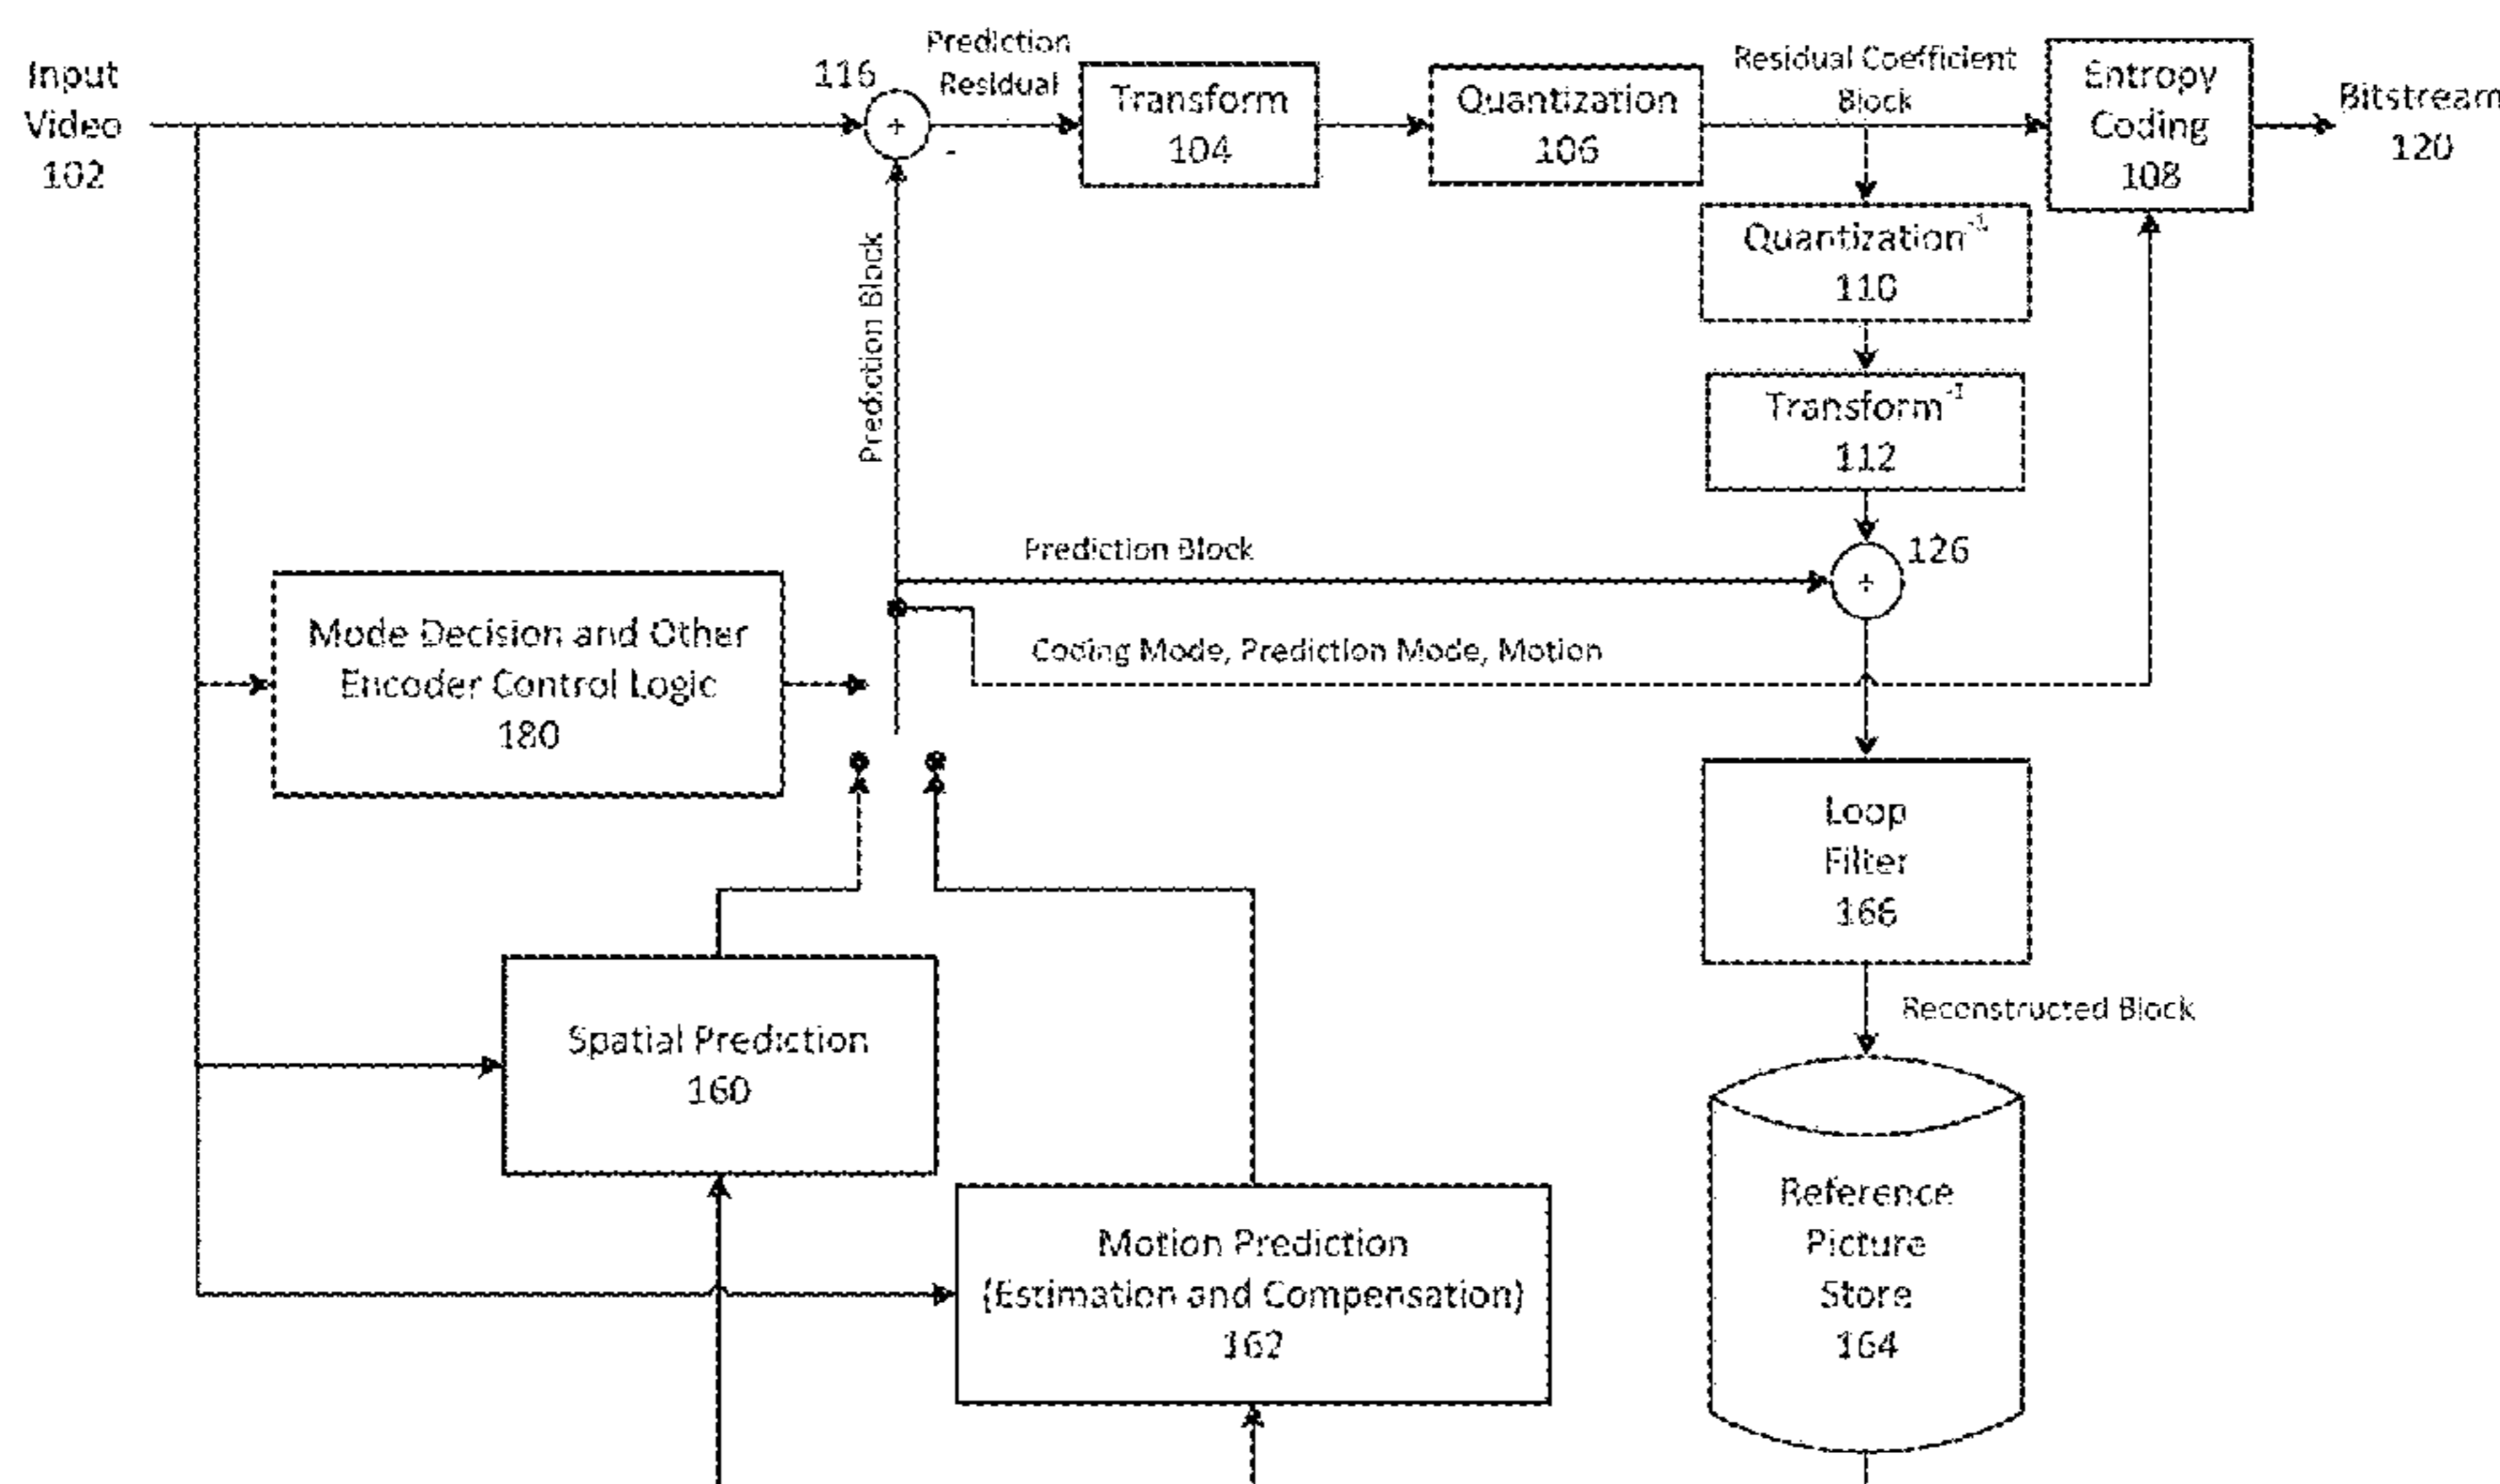 Input
Video
102
116
+
-
Prediction
Residual
Transform
104
Quantization
106
Residual Coefficient
Block
Entropy
Coding
108
Bitstream
120
Quantization-1
110
Transform-1
112
Prediction Block
Prediction Block
+
126
Mode Decision and Other
Encoder Control Logic
180
Coding Mode, Prediction Mode, Motion
Loop
Filter
166
Reconstructed Block
Spatial Prediction
160
Motion Prediction
(Estimation and Compensation)
162
Reference
Picture
Store
164